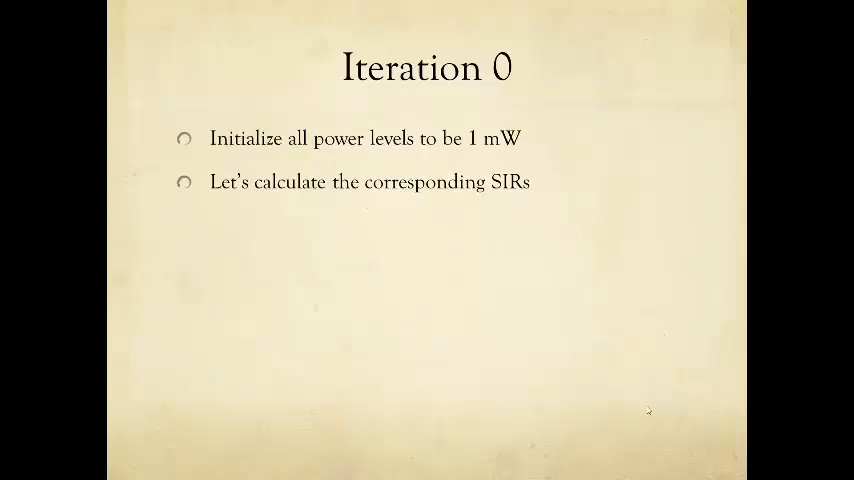 Iteration 0
Initialize all power levels to be 1 mW
Let's calculate the corresponding SIRs